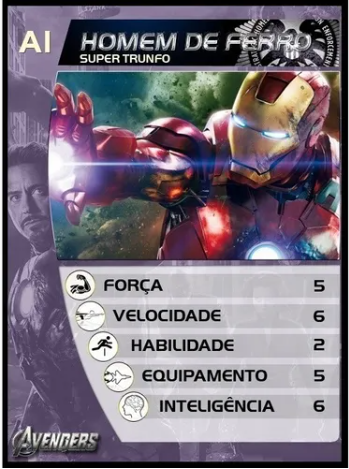 A1
HOMEM DE FERRO
SUPER TRUNFO
FORÇA 5
VELOCIDADE 6
HABILIDADE 2
EQUIPAMENTO 5
INTELIGÊNCIA 6
AVENGERS